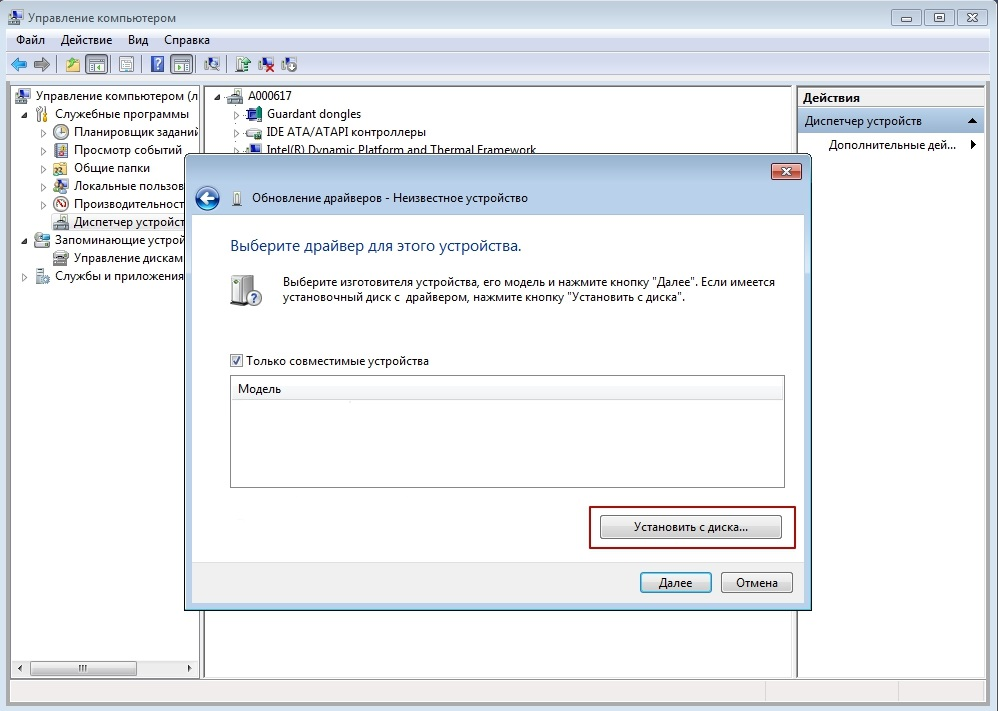 Управление компьютером
Файл Действие Вид Справка
Управление компьютером (л
Служебные программы
Планировщик заданий
Просмотр событий
Общие папки
Локальные пользов
Производительност
Диспетчер устройст
Запоминающие устрой
Управление дисками
Службы и приложения
A000617
Guardant dongles
IDE ATA/ATAPI контроллеры
Intel(R) Dynamic Platform and Thermal Framework
Действия
Диспетчер устройств
Дополнительные дей...
Обновление драйверов - Неизвестное устройство
Выберите драйвер для этого устройства.
Выберите изготовителя устройства, его модель и нажмите кнопку "Далее". Если имеется
установочный диск с драйвером, нажмите кнопку "Установить с диска".
Только совместимые устройства
Модель
Установить с диска...
Далее Отмена